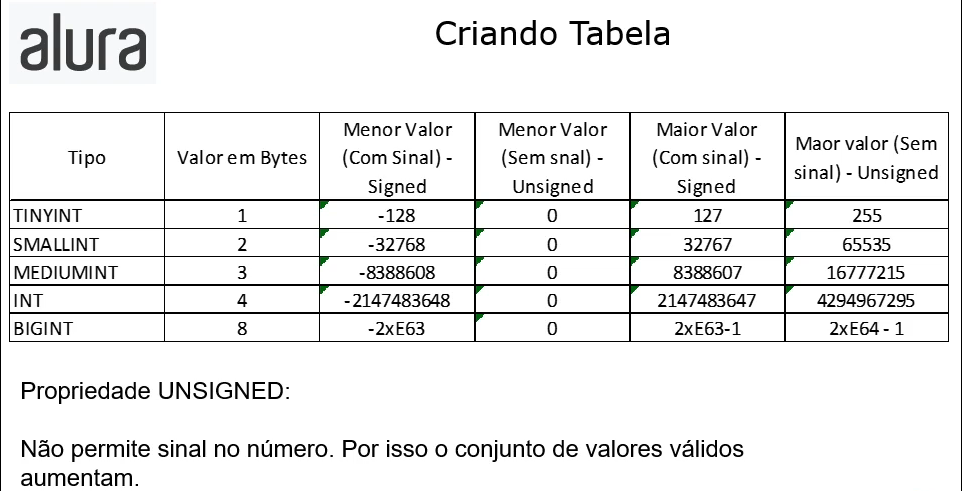 alura
Criando Tabela
Tipo
Valor em Bytes
Menor Valor
(Com Sinal) -
Signed
Menor Valor
(Sem snal) -
Unsigned
Maior Valor
(Com sinal) -
Signed
Maor valor (Sem
sinal) - Unsigned
TINYINT 1 -128 0 127 255
SMALLINT 2 -32768 0 32767 65535
MEDIUMINT 3 -8388608 0 8388607 16777215
INT 4 -2147483648 0 2147483647 4294967295
BIGINT 8 -2xE63 0 2xE63-1 2xE64 - 1
Propriedade UNSIGNED:
Não permite sinal no número. Por isso o conjunto de valores válidos
aumentam.